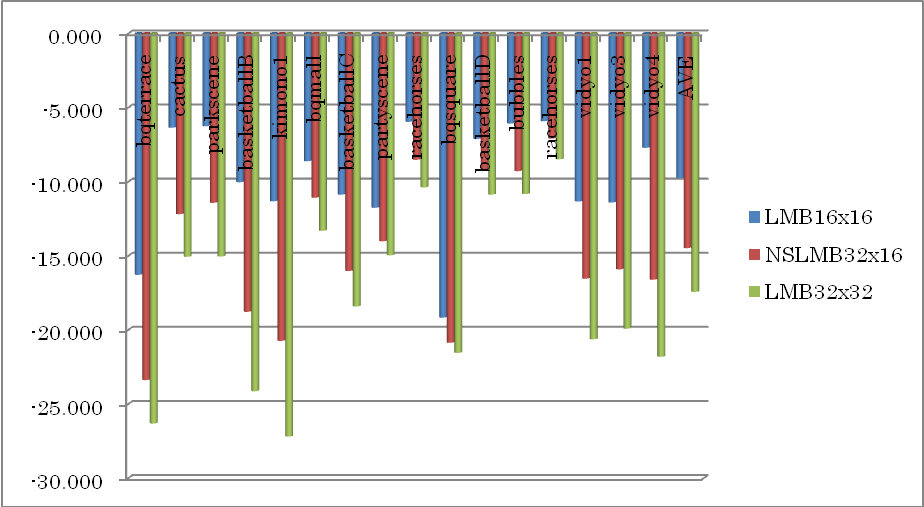 0.000
-5.000
-10.000
-15.000
-20.000
-25.000
-30.000
bqterrace
cactus
parkscene
basketballB
kimono1
bqmall
basketballC
partyscene
racehorses
bqsquare
basketballD
bubbles
racehorses
vidyo1
vidyo3
vidyo4
AVE
LMB16x16
NSLMB32x16
LMB32x32